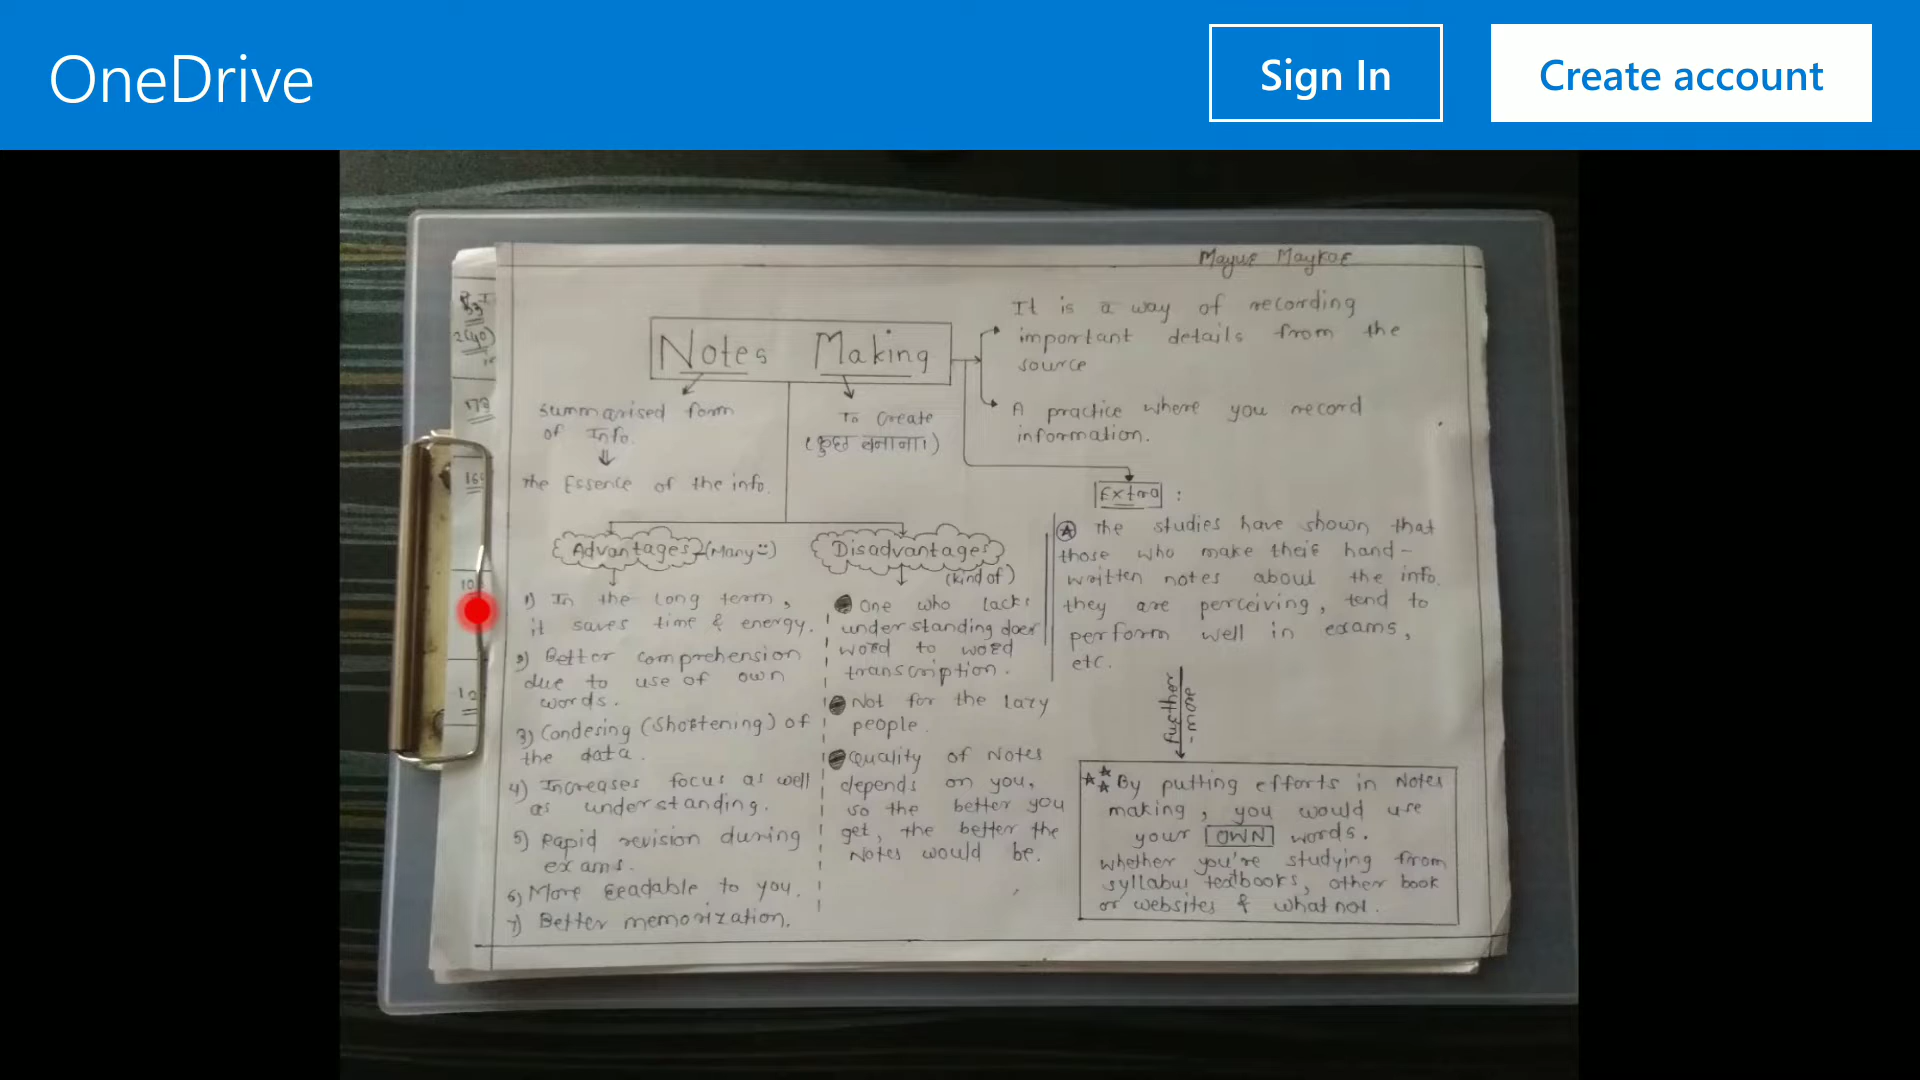 OneDrive
Sign In
Create account
Notes Making
It is a way of recording
important details from the
source
A practice where you record
information.
summarised form
of Info.
the Essence of the info.
To Create
(कुछ बनाना।)
Extra :
Advantages (Many
1) In the long term,
it saves time & energy.
2) Better comprehension
due to use of own
words.
3) Condesing (Shortening) of
the data.
4) Increases focus as well
as understanding.
5) Rapid revision during
exams.
6) More readable to you.
7) Better memorization.
Disadvantages
(kind of)
One who lacks
understanding does
word to word
transcription.
Not for the lazy
people.
Quality of Notes
depends on you,
so the better you
get, the better the
Notes would be.
The studies have shown that
those who make their hand-
written notes about the info.
they are perceiving, tend to
perform well in exams,
etc.
further
-more
By putting efforts in Notes
making, you would use
your OWN words.
whether you're studying from
syllabus textbooks, other book
or websites & whatnot.